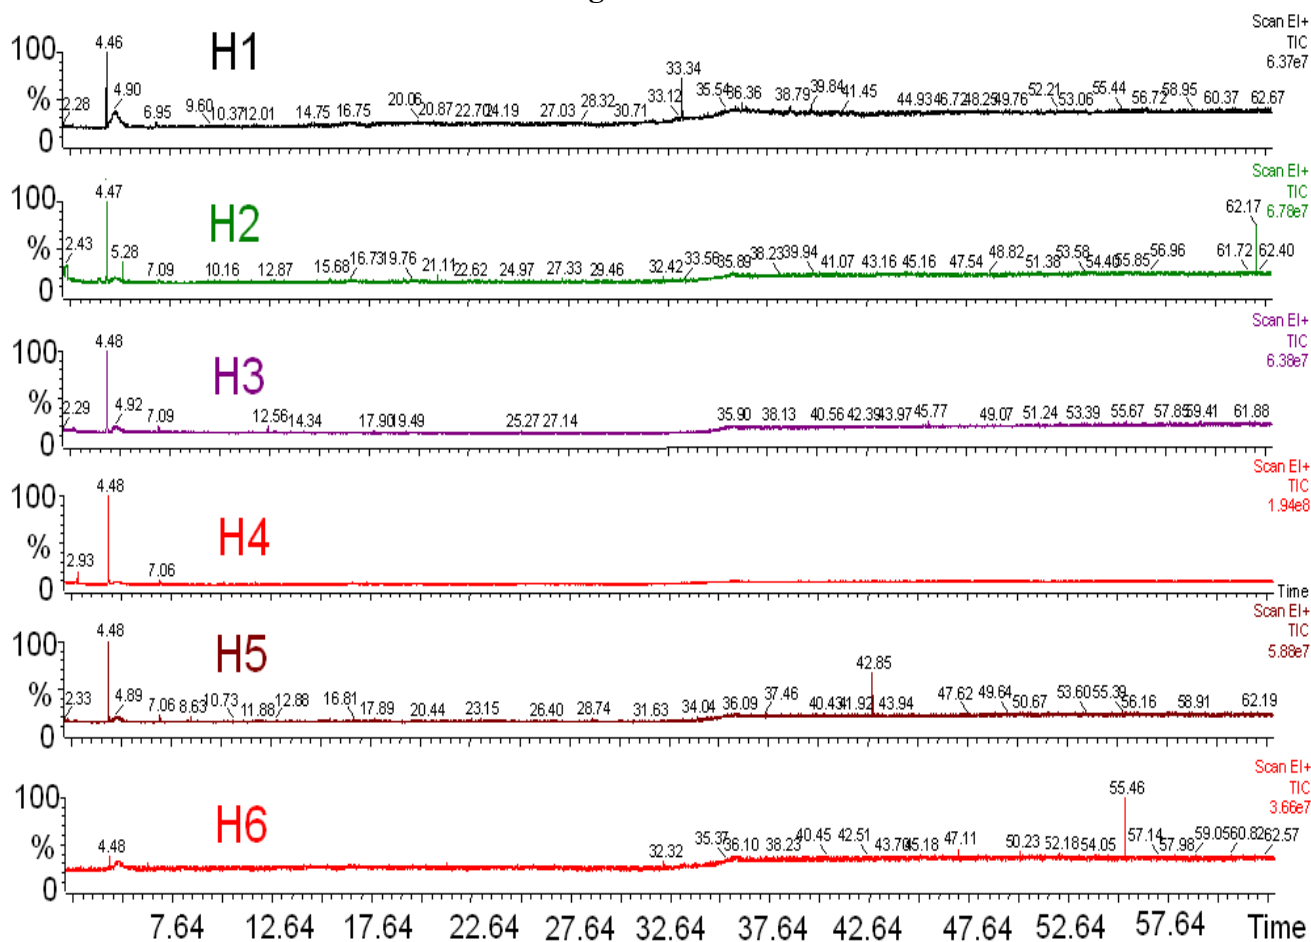 Scan EI+
TIC
6.37e7
H1
100
%
0
2.28 4.46 4.90 6.95 9.60 10.37 12.01 14.75 16.75 20.06 20.87 22.70 24.19 27.03 28.32 30.71 33.12 33.34 35.54 36.36 38.79 39.84 41.45 44.93 46.72 48.25 49.76 52.21 53.06 55.44 56.72 58.95 60.37 62.67
Scan EI+
TIC
6.78e7
H2
100
%
0
2.43 4.47 5.28 7.09 10.16 12.87 15.68 16.73 19.76 21.11 22.62 24.97 27.33 29.46 32.42 33.56 35.89 38.23 39.94 41.07 43.16 45.16 47.54 48.82 51.38 53.58 54.40 55.85 56.96 61.72 62.17 62.40
Scan EI+
TIC
6.38e7
H3
100
%
0
2.29 4.48 4.92 7.09 12.56 14.34 17.90 19.49 25.27 27.14 35.90 38.13 40.56 42.39 43.97 45.77 49.07 51.24 53.39 55.67 57.85 59.41 61.88
Scan EI+
TIC
1.94e8
H4
100
%
0
2.93 4.48 7.06
Time
Scan EI+
TIC
5.88e7
H5
100
%
0
2.33 4.48 4.89 7.06 8.63 10.73 11.88 12.88 16.81 17.89 20.44 23.15 26.40 28.74 31.63 34.04 36.09 37.46 40.43 41.92 42.85 43.94 47.62 49.64 50.67 53.60 55.39 56.16 58.91 62.19
Scan EI+
TIC
3.66e7
H6
100
%
0
4.48 32.32 35.37 36.10 38.23 40.45 42.51 43.70 45.18 47.11 50.23 52.18 54.05 55.46 57.14 57.98 59.05 60.82 62.57
7.64 12.64 17.64 22.64 27.64 32.64 37.64 42.64 47.64 52.64 57.64 Time